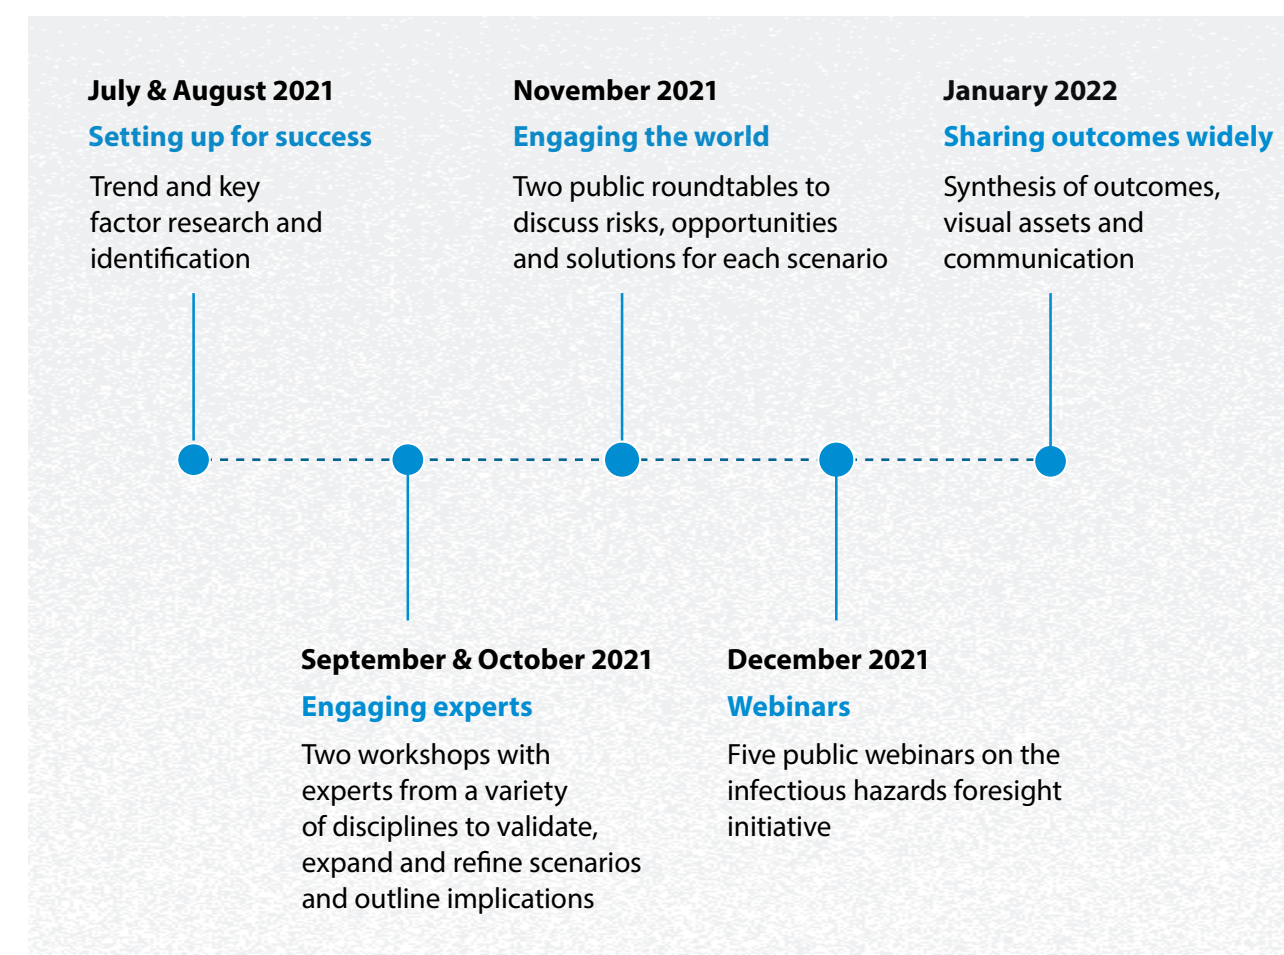 July & August 2021
Setting up for success
Trend and key
factor research and
identification
November 2021
Engaging the world
Two public roundtables to
discuss risks, opportunities
and solutions for each scenario
January 2022
Sharing outcomes widely
Synthesis of outcomes,
visual assets and
communication
September & October 2021
Engaging experts
Two workshops with
experts from a variety
of disciplines to validate,
expand and refine scenarios
and outline implications
December 2021
Webinars
Five public webinars on the
infectious hazards foresight
initiative